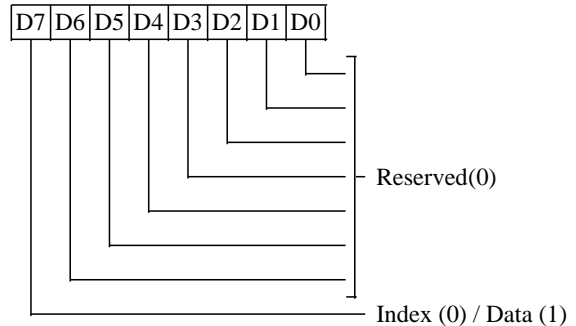 D7 D6 D5 D4 D3 D2 D1 D0
Reserved(0)
Index (0) / Data (1)